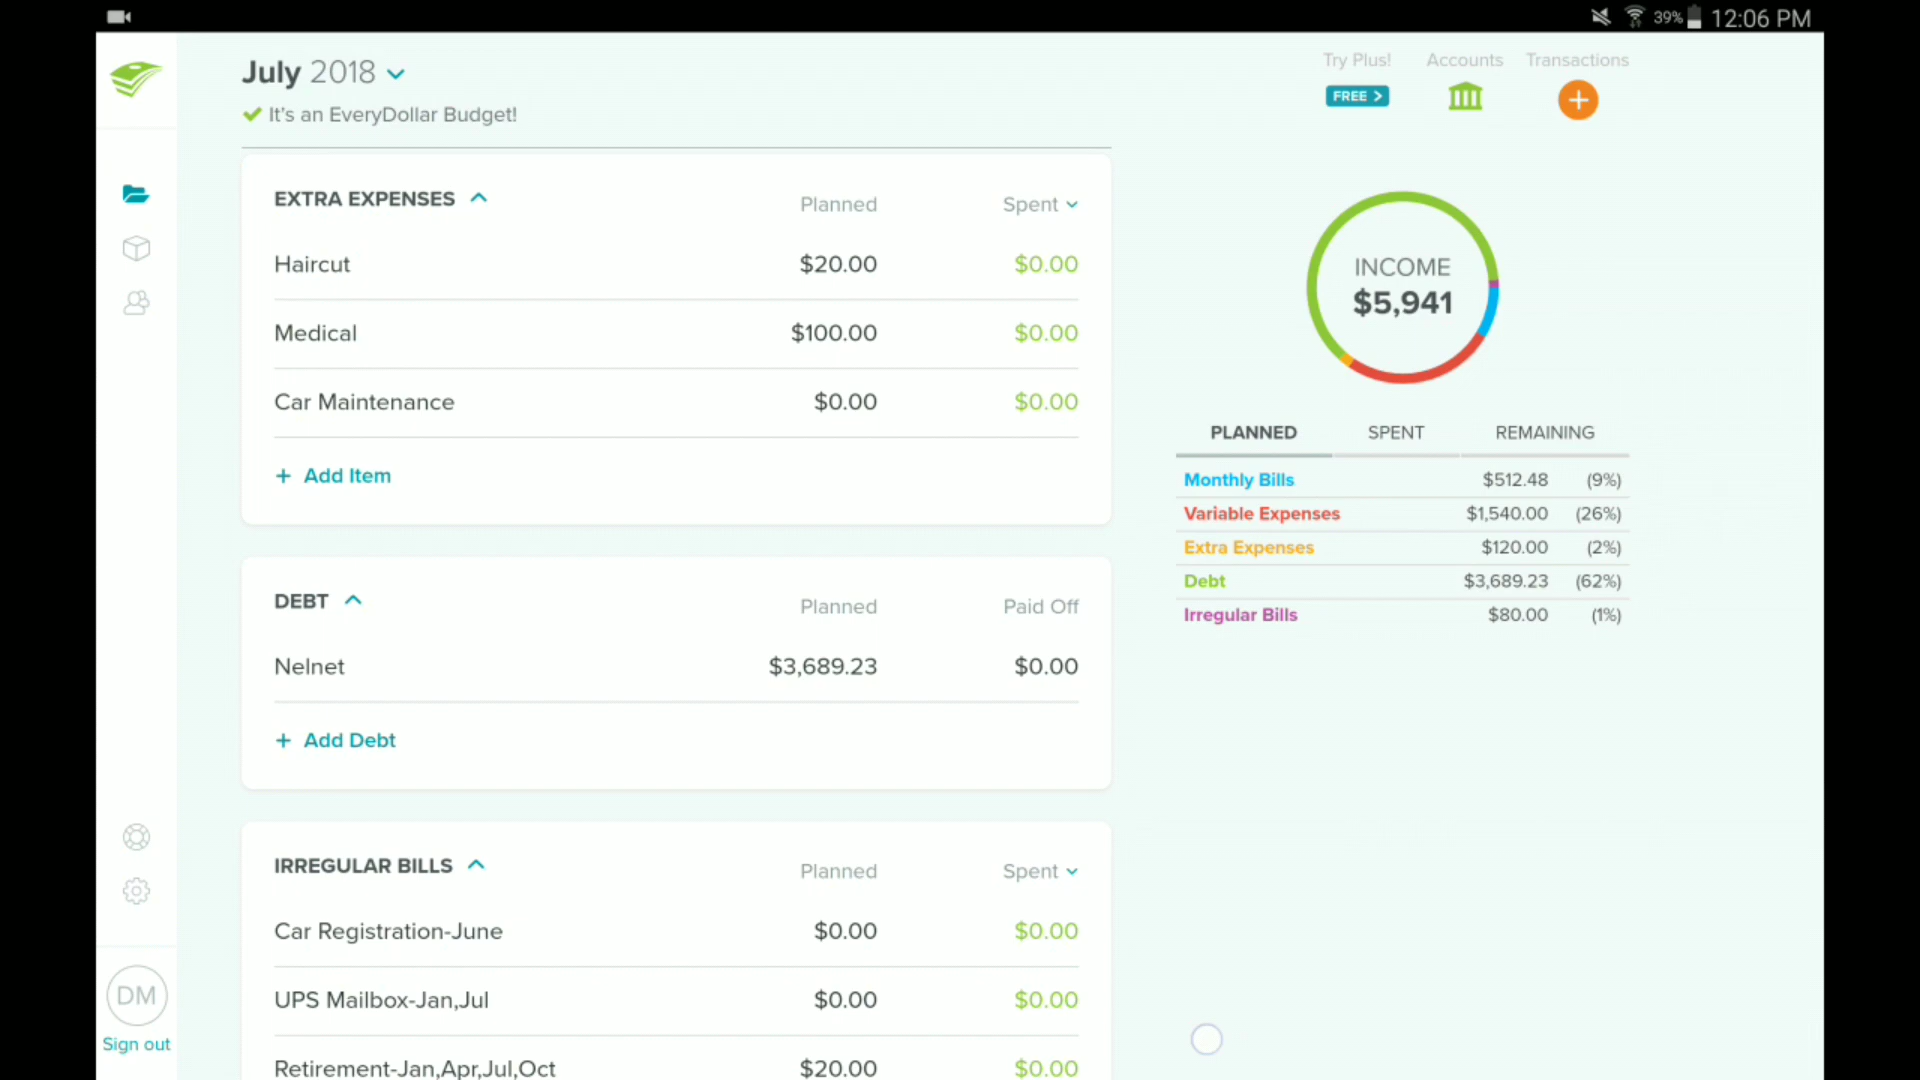 39% 12:06 PM
July 2018
It's an EveryDollar Budget!
Try Plus! Accounts Transactions
FREE >
EXTRA EXPENSES Planned Spent
Haircut $20.00 $0.00
Medical $100.00 $0.00
Car Maintenance $0.00 $0.00
+ Add Item
DEBT Planned Paid Off
Nelnet $3,689.23 $0.00
+ Add Debt
IRREGULAR BILLS Planned Spent
Car Registration-June $0.00 $0.00
UPS Mailbox-Jan,Jul $0.00 $0.00
Retirement-Jan,Apr,Jul,Oct $20.00 $0.00
INCOME
$5,941
PLANNED SPENT REMAINING
Monthly Bills $512.48 (9%)
Variable Expenses $1,540.00 (26%)
Extra Expenses $120.00 (2%)
Debt $3,689.23 (62%)
Irregular Bills $80.00 (1%)
DM
Sign out